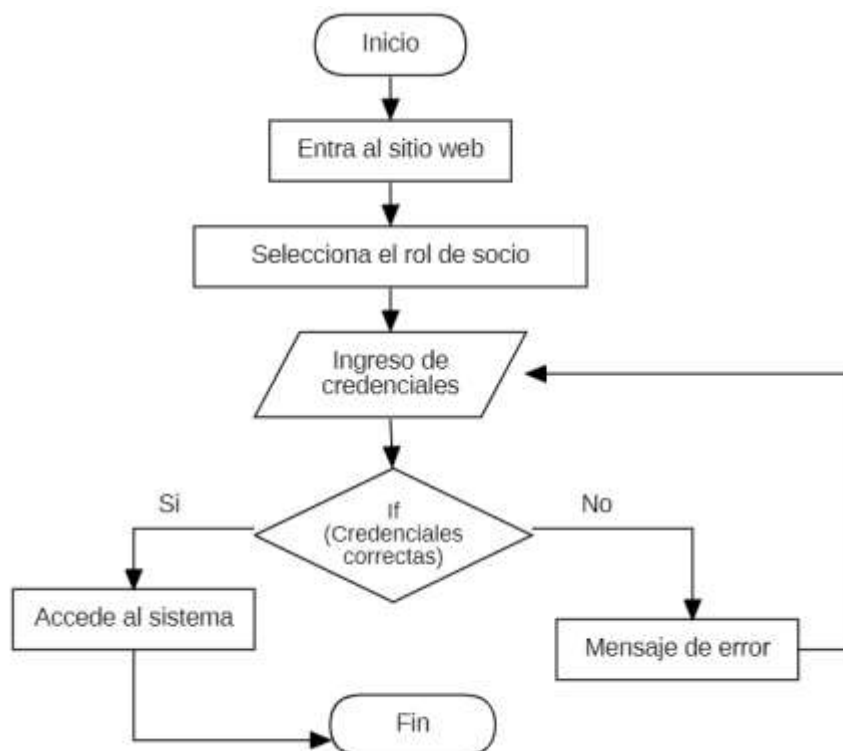 Inicio
Entra al sitio web
Selecciona el rol de socio
Ingreso de
credenciales
If
(Credenciales
correctas)
Si
No
Accede al sistema
Mensaje de error
Fin